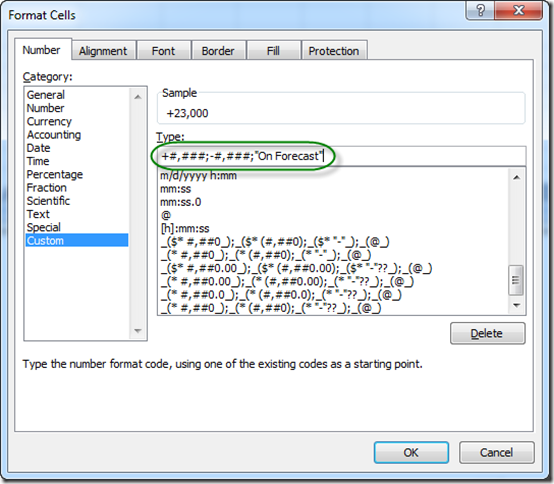 Format Cells
?
Number Alignment Font Border Fill Protection
Category:
General
Number
Currency
Accounting
Date
Time
Percentage
Fraction
Scientific
Text
Special
Custom
Sample
+23,000
Type:
+#,###;-#,###;"On Forecast"
m/d/yyyy h:mm
mm:ss
mm:ss.0
@
[h]:mm:ss
_($* #,##0_);_($* (#,##0);_($* "-"_);_(@_)
_(* #,##0_);_(* (#,##0);_(* "-"_);_(@_)
_($* #,##0.00_);_($* (#,##0.00);_($* "-"??_);_(@_)
_(* #,##0.00_);_(* (#,##0.00);_(* "-"??_);_(@_)
_(* #,##0.0_);_(* (#,##0.0);_(* "-"??_);_(@_)
_(* #,##0_);_(* (#,##0);_(* "-"??_);_(@_)
Delete
Type the number format code, using one of the existing codes as a starting point.
OK Cancel